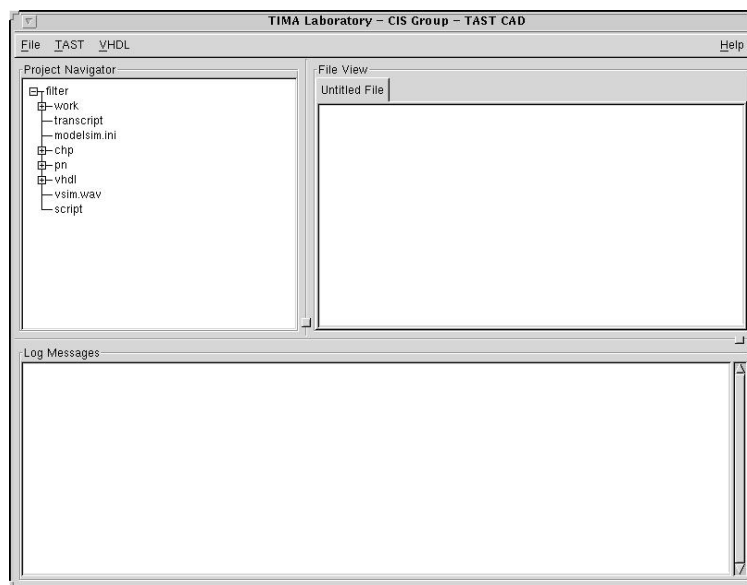 TIMA Laboratory – CIS Group – TAST CAD
File TAST VHDL Help
Project Navigator
filter
work
transcript
modelsim.ini
chp
pn
vhdl
vsim.wav
script
File View
Untitled File
Log Messages